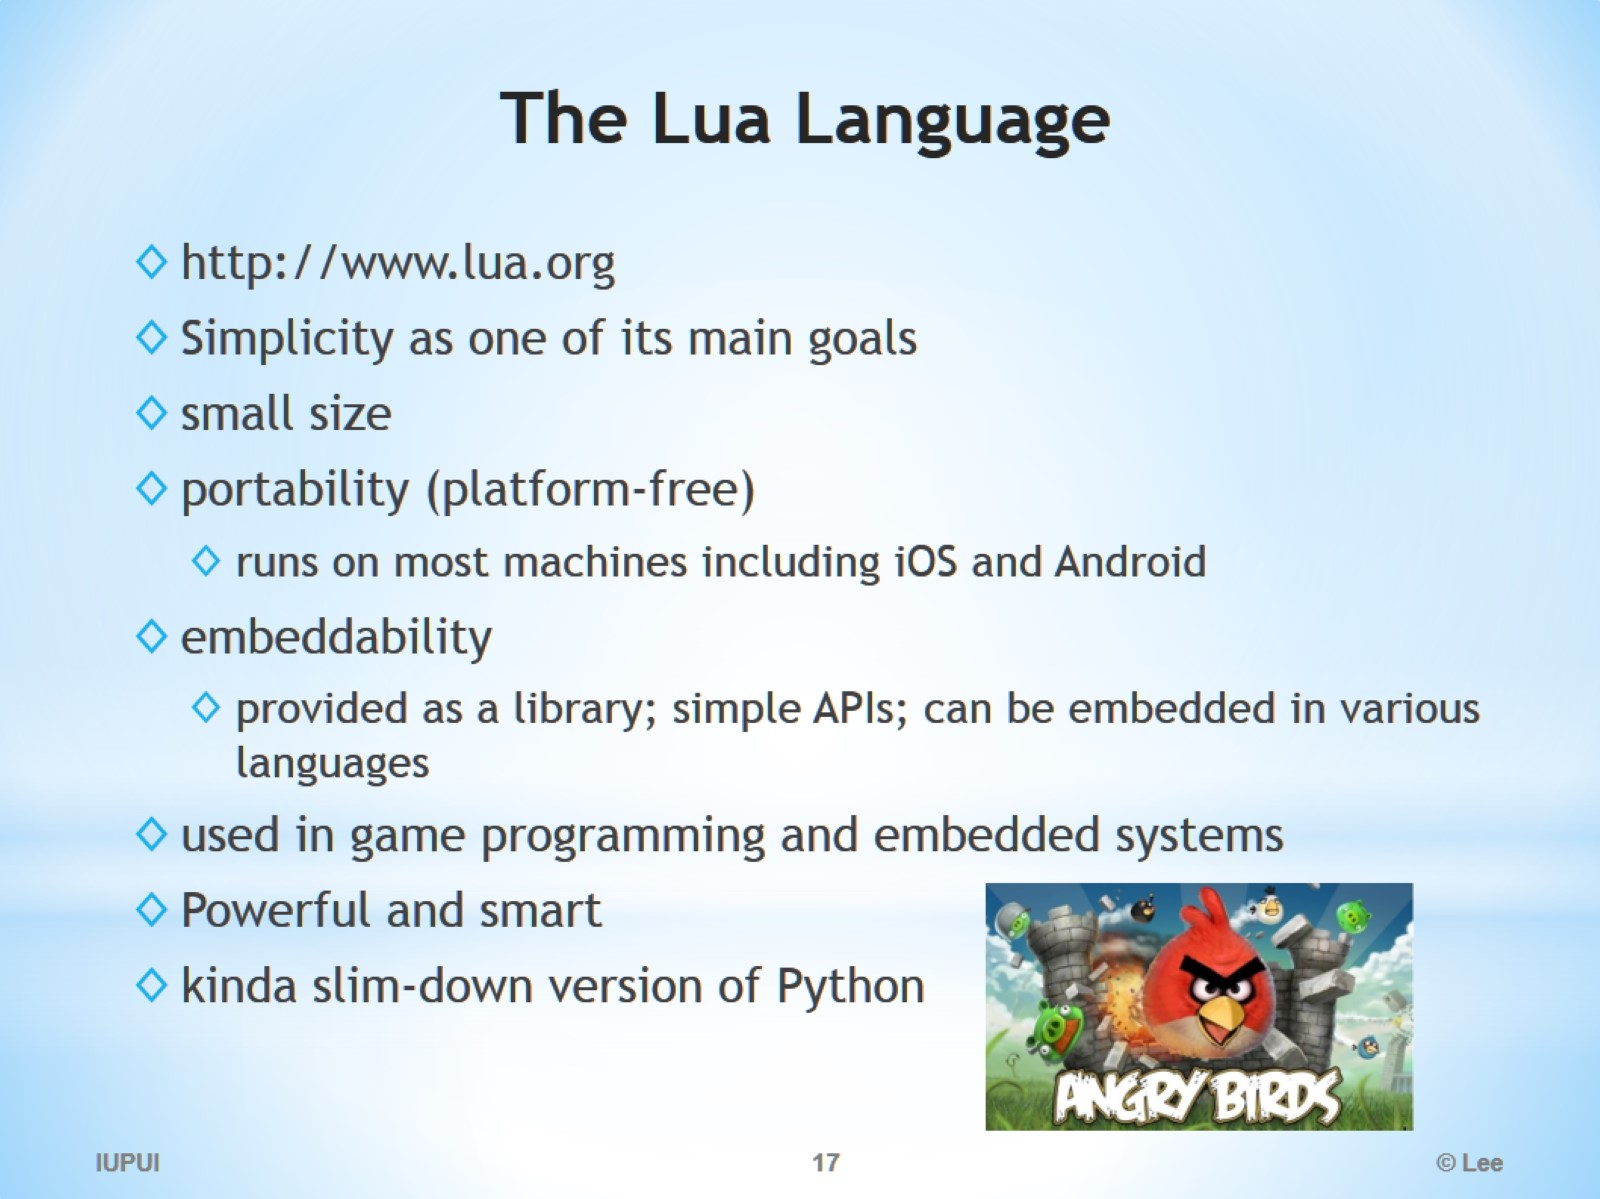 The Lua Language
http://www.lua.org
Simplicity as one of its main goals
small size
portability (platform-free)
runs on most machines including iOS and Android
embeddability
provided as a library; simple APIs; can be embedded in various
languages
used in game programming and embedded systems
Powerful and smart
kinda slim-down version of Python
ANGRY BIRDS
IUPUI
17
© Lee